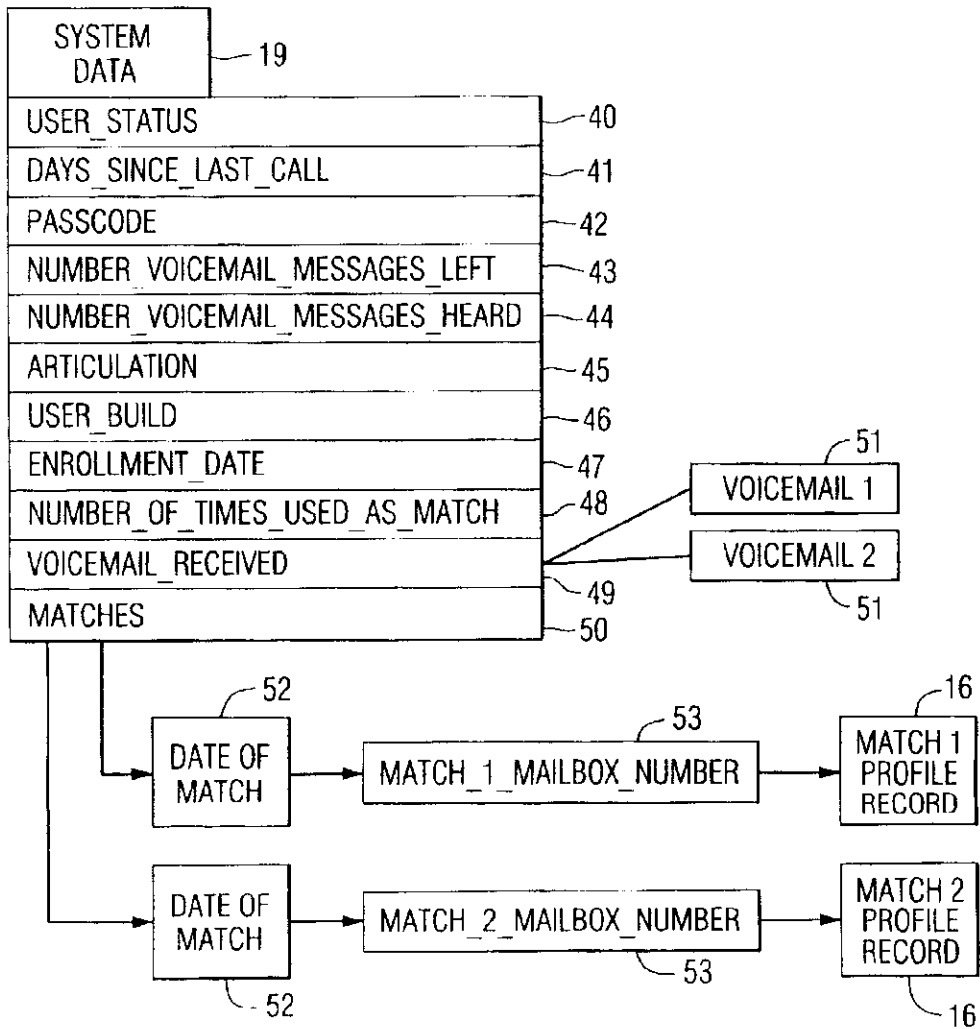 SYSTEM
DATA
19
USER_STATUS
40
DAYS_SINCE_LAST_CALL
41
PASSCODE
42
NUMBER_VOICEMAIL_MESSAGES_LEFT
43
NUMBER_VOICEMAIL_MESSAGES_HEARD
44
ARTICULATION
45
USER_BUILD
46
ENROLLMENT_DATE
47
NUMBER_OF_TIMES_USED_AS_MATCH
48
VOICEMAIL_RECEIVED
49
MATCHES
50
51
VOICEMAIL 1
VOICEMAIL 2
51
52
DATE OF
MATCH
53
MATCH_1_MAILBOX_NUMBER
16
MATCH 1
PROFILE
RECORD
DATE OF
MATCH
52
MATCH_2_MAILBOX_NUMBER
53
MATCH 2
PROFILE
RECORD
16